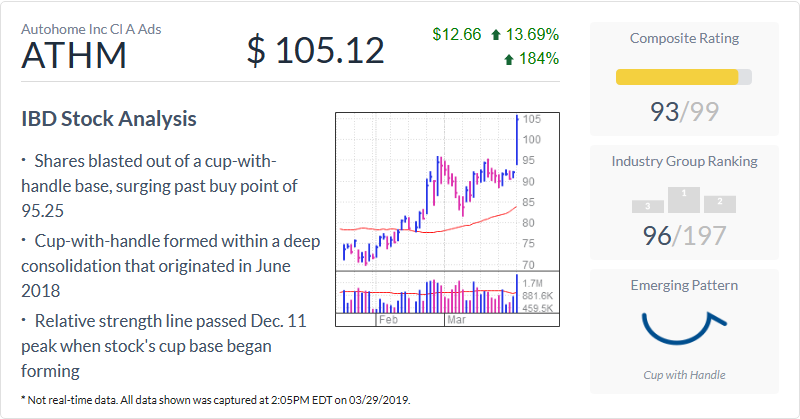 Autohome Inc Cl A Ads
ATHM
$ 105.12
$12.66 13.69%
184%
IBD Stock Analysis
· Shares blasted out of a cup-with-
handle base, surging past buy point of
95.25
· Cup-with-handle formed within a deep
consolidation that originated in June
2018
· Relative strength line passed Dec. 11
peak when stock's cup base began
forming
105
100
95
90
85
80
75
70
1.7M
881.6K
459.5K
Feb
Mar
* Not real-time data. All data shown was captured at 2:05PM EDT on 03/29/2019.
Composite Rating
93/99
Industry Group Ranking
3
1
2
96/197
Emerging Pattern
Cup with Handle